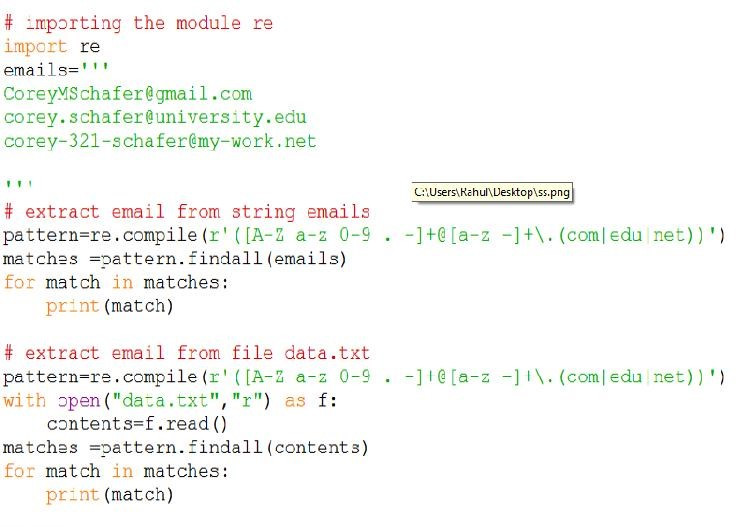 # importing the module re
import re
emails='''
CoreyMSchafer@gmail.com
corey.schafer@university.edu
corey-321-schafer@my-work.net
'''
C:\Users\Rahul\Desktop\ss.png
# extract email from string emails
pattern=re.compile(r'([A-Z a-z 0-9 . -]+@[a-z -]+\.(com|edu|net))')
matches =pattern.findall(emails)
for match in matches:
    print(match)
# extract email from file data.txt
pattern=re.compile(r'([A-Z a-z 0-9 . -]+@[a-z -]+\.(com|edu|net))')
with open("data.txt","r") as f:
    contents=f.read()
matches =pattern.findall(contents)
for match in matches:
    print(match)